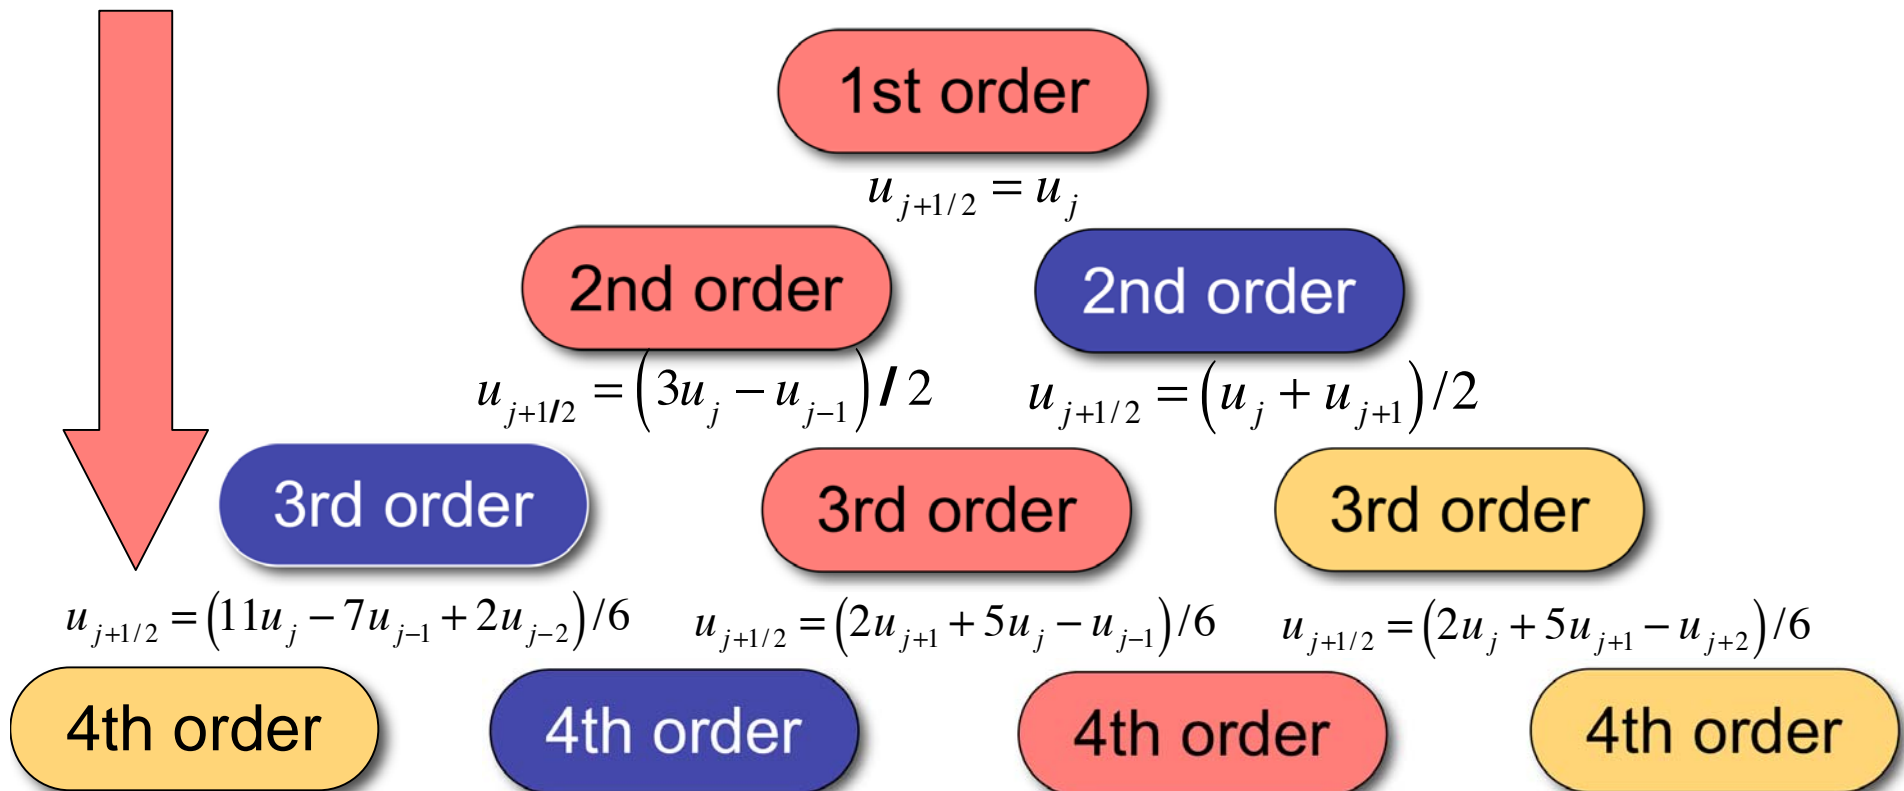 1st order
u_{j+1/2} = u_j
2nd order 2nd order
u_{j+1/2} = (3u_j − u_{j−1})/2 u_{j+1/2} = (u_j + u_{j+1})/2
3rd order 3rd order 3rd order
u_{j+1/2} = (11u_j − 7u_{j−1} + 2u_{j−2})/6 u_{j+1/2} = (2u_{j+1} + 5u_j − u_{j−1})/6 u_{j+1/2} = (2u_j + 5u_{j+1} − u_{j+2})/6
4th order 4th order 4th order 4th order